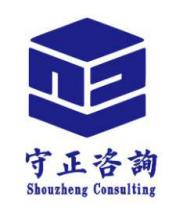 守正咨詢
Shouzheng Consulting